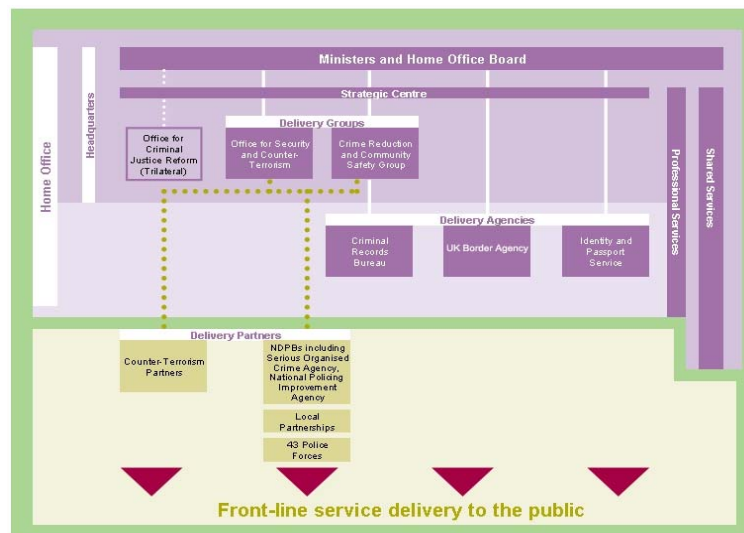 Ministers and Home Office Board
Strategic Centre
Home Office
Headquarters
Professional Services
Shared Services
Office for
Criminal
Justice Reform
(Trilateral)
Delivery Groups
Office for Security
and Counter-
Terrorism
Crime Reduction
and Community
Safety Group
Delivery Agencies
Criminal
Records
Bureau
UK Border Agency
Identity and
Passport
Service
Delivery Partners
Counter-Terrorism
Partners
NDPBs including
Serious Organised
Crime Agency,
National Policing
Improvement
Agency
Local
Partnerships
43 Police
Forces
Front-line service delivery to the public